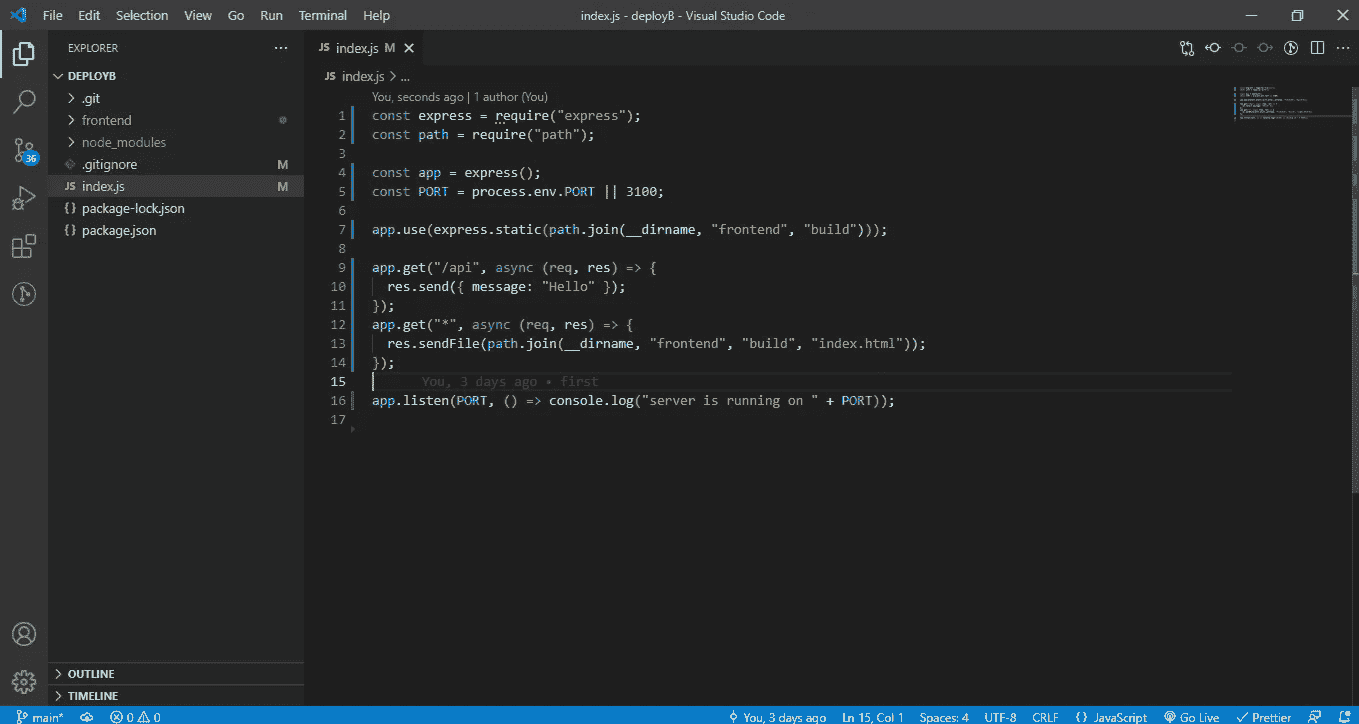 File Edit Selection View Go Run Terminal Help
index.js - deployB - Visual Studio Code
EXPLORER
DEPLOYB
.git
frontend
node_modules
.gitignore M
JS index.js M
{} package-lock.json
{} package.json
OUTLINE
TIMELINE
36
JS index.js M
JS index.js > ...
You, seconds ago | 1 author (You)
1 const express = require("express");
2 const path = require("path");
3
4 const app = express();
5 const PORT = process.env.PORT || 3100;
6
7 app.use(express.static(path.join(__dirname, "frontend", "build")));
8
9 app.get("/api", async (req, res) => {
10 res.send({ message: "Hello" });
11 });
12 app.get("*", async (req, res) => {
13 res.sendFile(path.join(__dirname, "frontend", "build", "index.html"));
14 });
15 You, 3 days ago • first
16 app.listen(PORT, () => console.log("server is running on " + PORT));
17
main* 0 0 You, 3 days ago Ln 15, Col 1 Spaces: 4 UTF-8 CRLF {} JavaScript Go Live Prettier